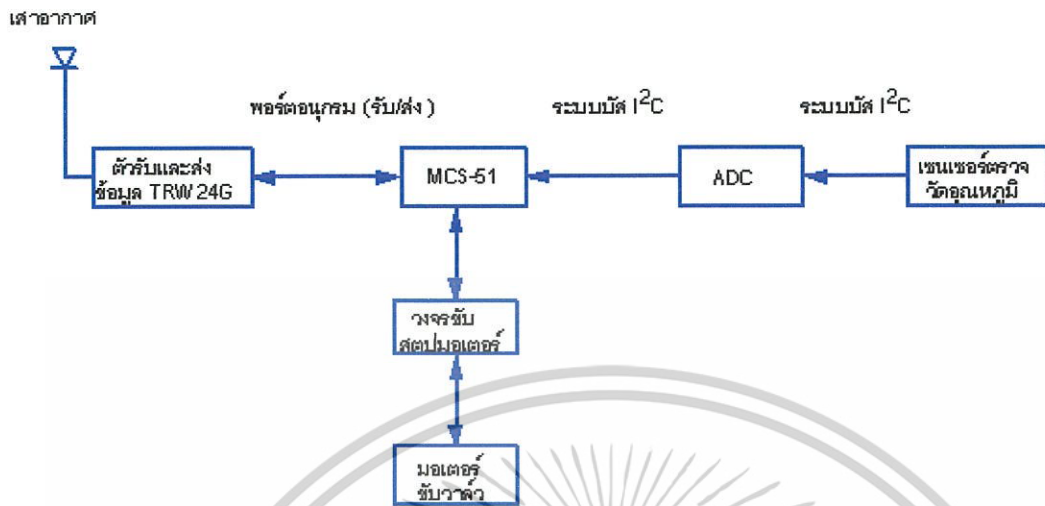 เสาอากาศ
พอร์ตอนุกรม (รับ/ส่ง )
ระบบบัส I²C
ระบบบัส I²C
ตัวรับและส่ง
ข้อมูล TRW 24G
MCS-51
ADC
เซนเซอร์ตรวจ
วัดอุณหภูมิ
วงจรขับ
สตปมอเตอร์
มอเตอร์
ขับวาล์ว